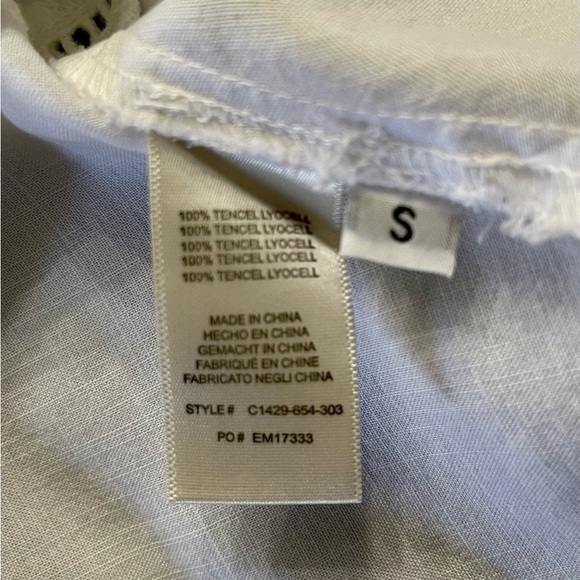 100% TENCEL LYOCELL
100% TENCEL LYOCELL
100% TENCEL LYOCELL
100% TENCEL LYOCELL
100% TENCEL LYOCELL
MADE IN CHINA
HECHO EN CHINA
GEMACHT IN CHINA
FABRIQUÉ EN CHINE
FABRICATO NEGLI CHINA
STYLE# C1429-654-303
PO# EM17333
S